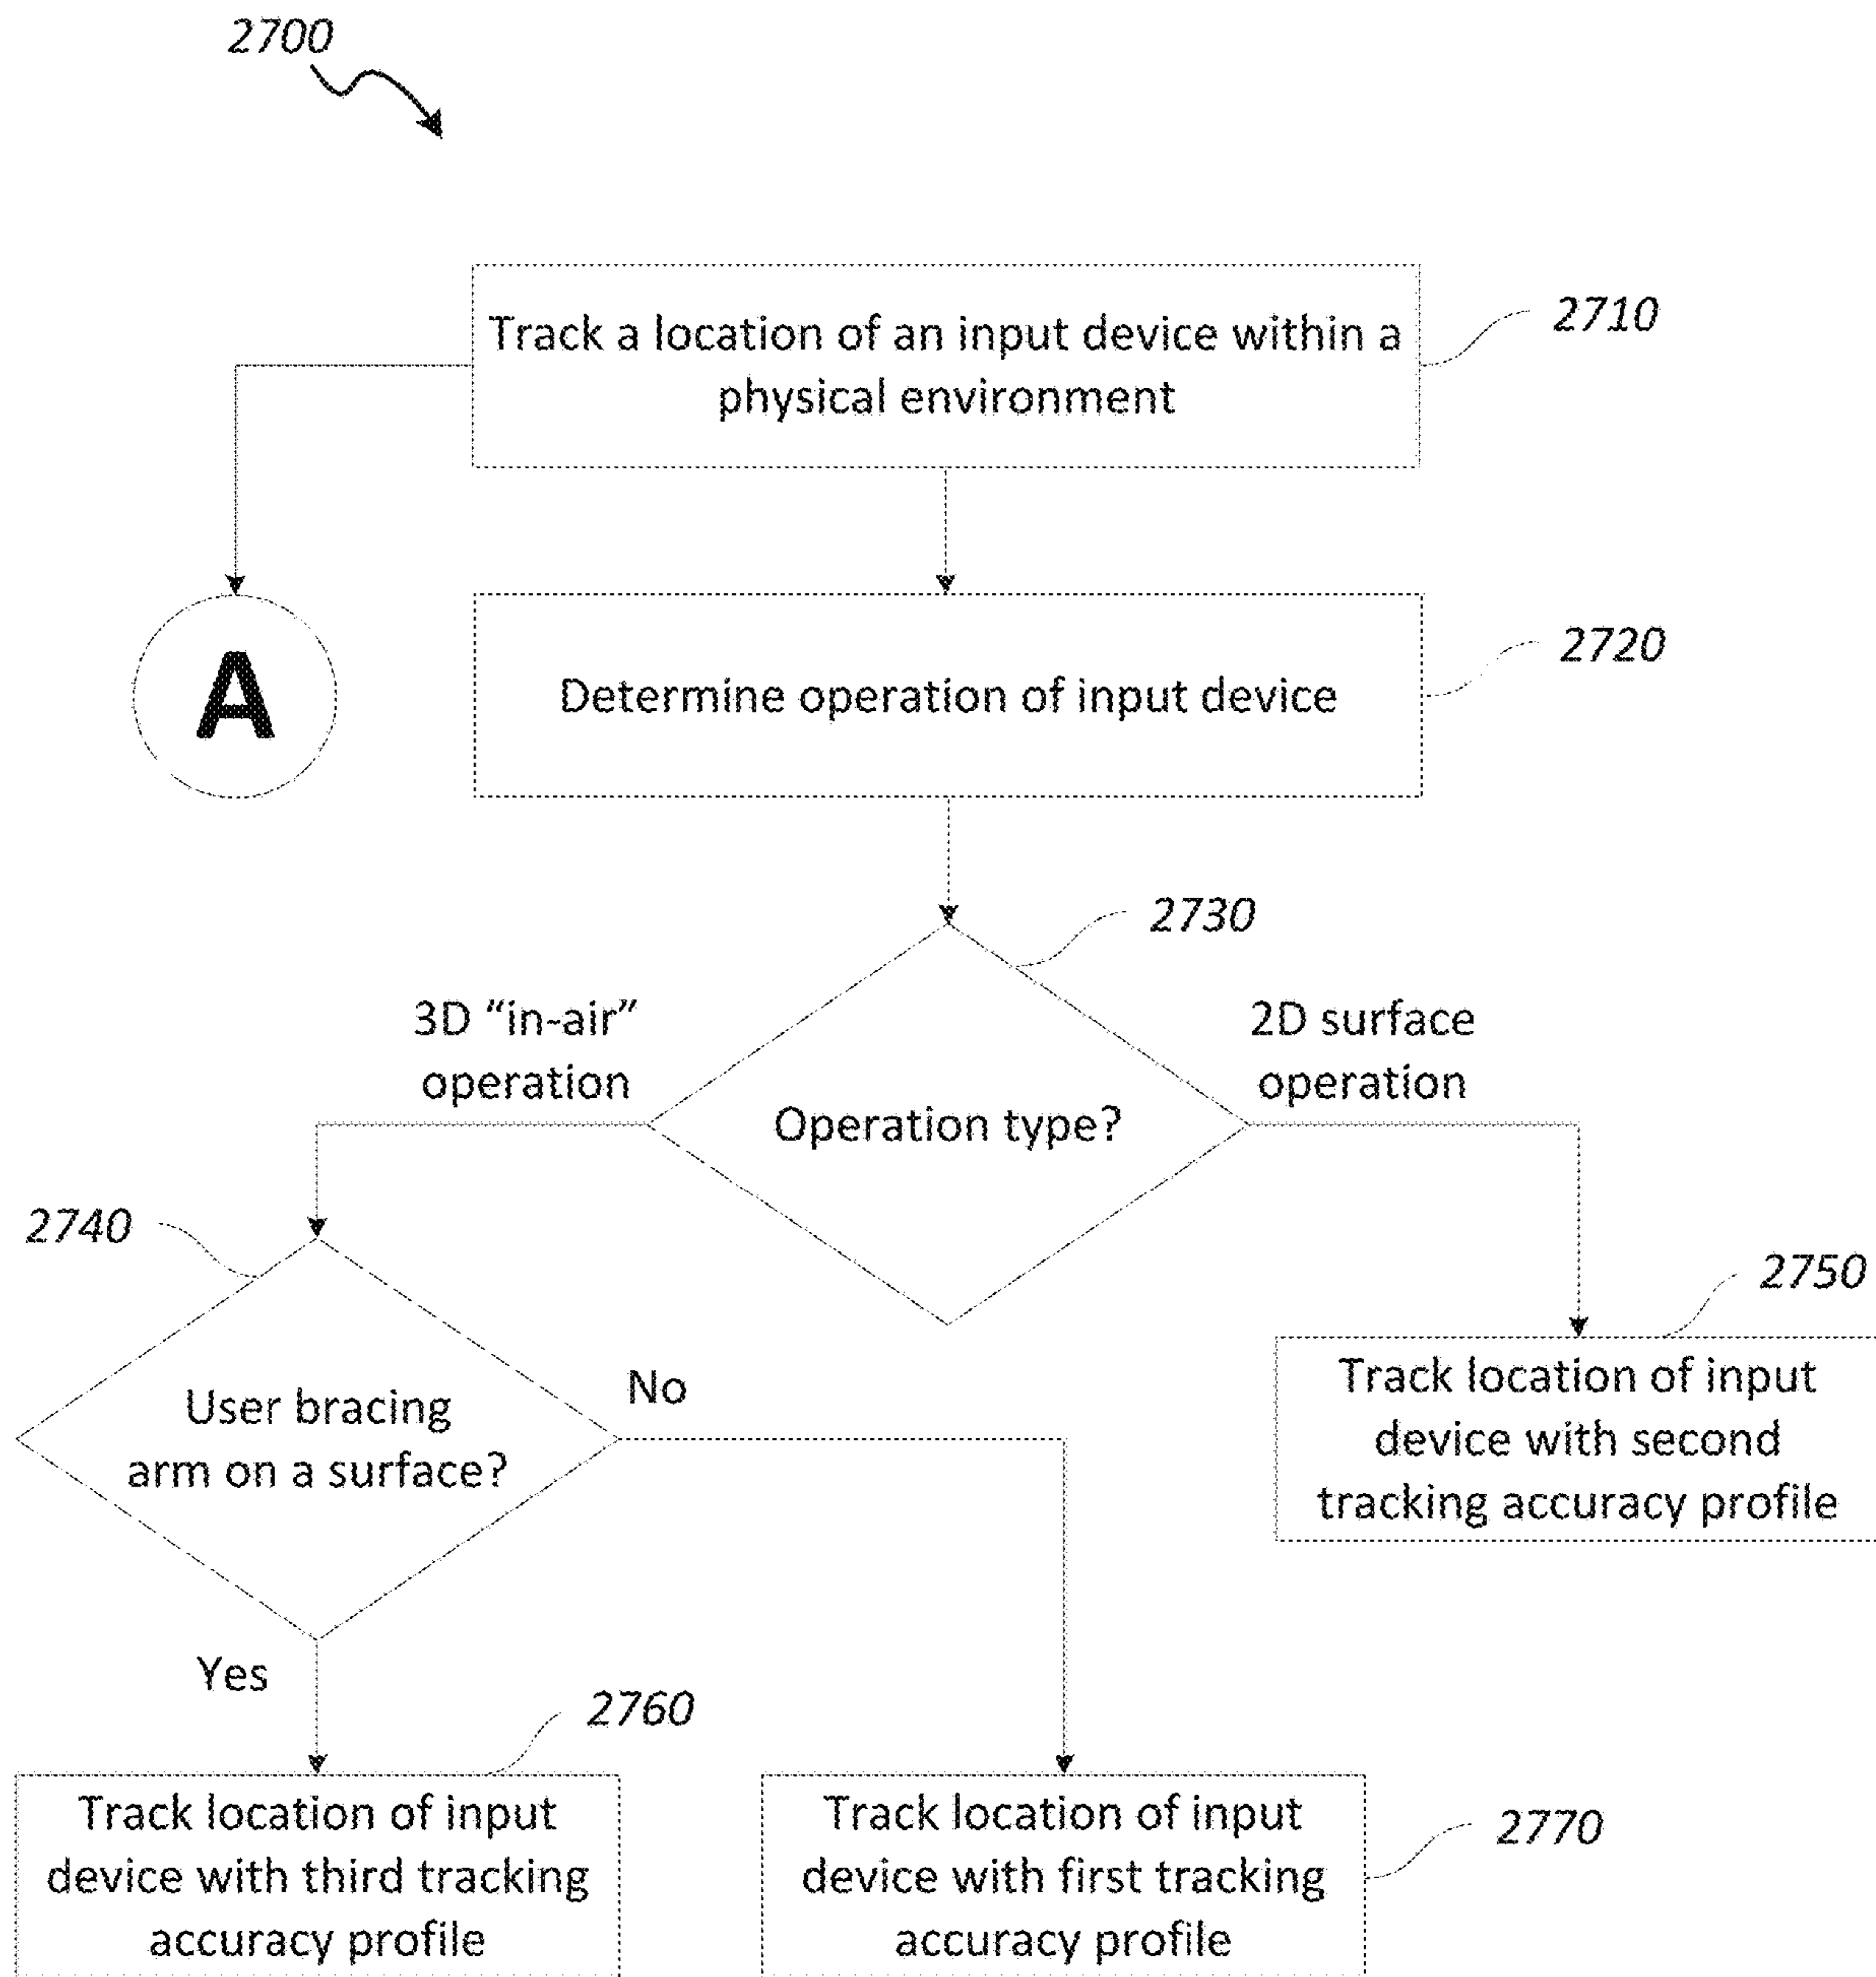 2700
Track a location of an input device within a
physical environment
2710
A
Determine operation of input device
2720
2730
3D “in-air”
operation
2D surface
operation
Operation type?
2740
User bracing
arm on a surface?
No
Yes
2750
Track location of input
device with second
tracking accuracy profile
2760
Track location of input
device with third tracking
accuracy profile
Track location of input
device with first tracking
accuracy profile
2770